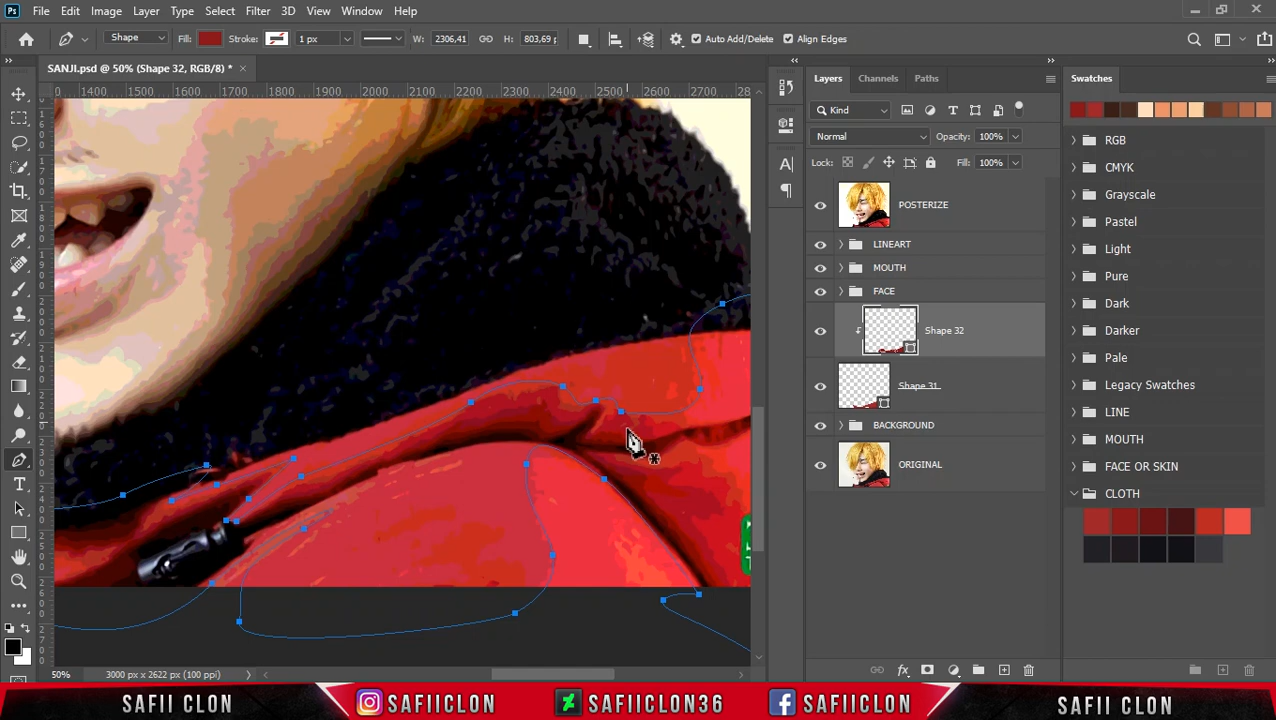 Ps File Edit Image Layer Type Select Filter 3D View Window Help
Shape Fill: Stroke: 1 px W: 2306,41 H: 803,69 p Auto Add/Delete Align Edges
SANJI.psd @ 50% (Shape 32, RGB/8) *
1400 1500 1600 1700 1800 1900 2000 2100 2200 2300 2400 2500 2600 2700
Layers Channels Paths
Kind
Normal Opacity: 100%
Lock: Fill: 100%
POSTERIZE
LINEART
MOUTH
FACE
Shape 32
Shape 31
BACKGROUND
ORIGINAL
fx
Swatches
RGB
CMYK
Grayscale
Pastel
Light
Pure
Dark
Darker
Pale
Legacy Swatches
LINE
MOUTH
FACE OR SKIN
CLOTH
50% 3000 px x 2622 px (100 ppi)
SAFII CLON SAFIICLON SAFIICLON36 SAFIICLON SAFII CLON